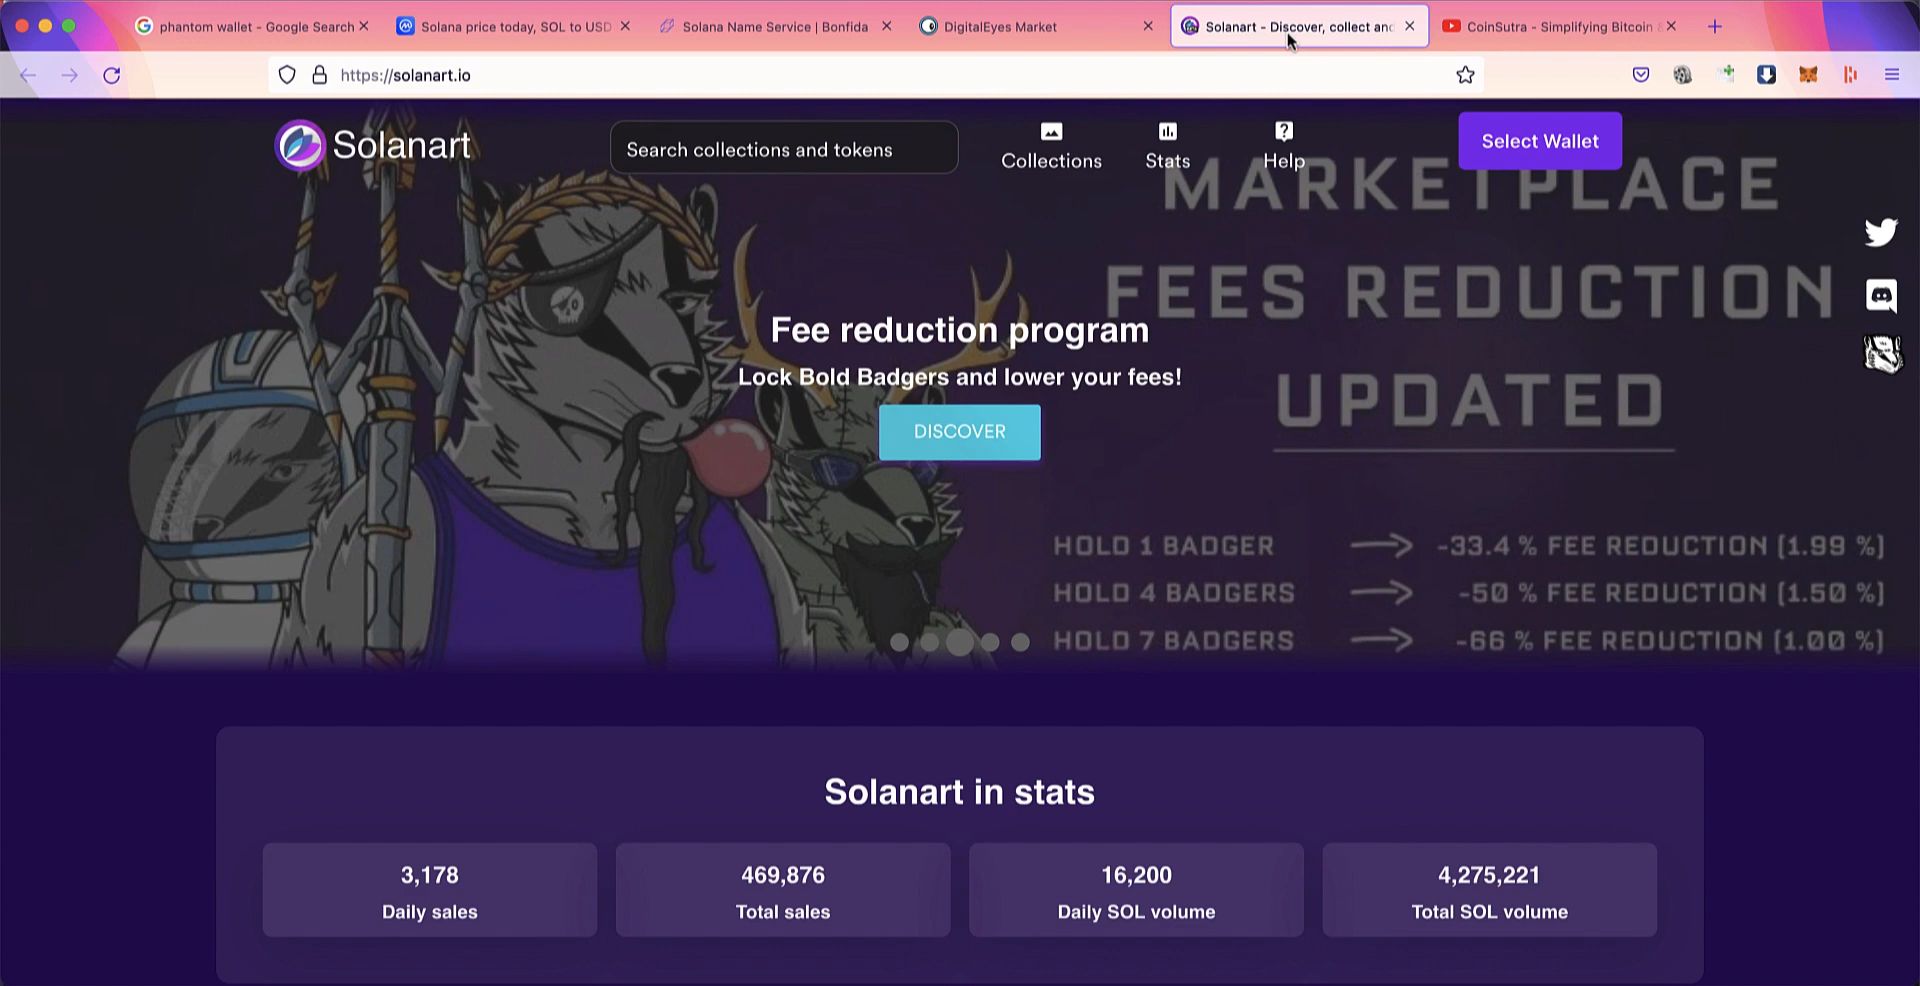 phantom wallet - Google Search
Solana price today, SOL to USD
Solana Name Service | Bonfida
DigitalEyes Market
Solanart - Discover, collect and
CoinSutra - Simplifying Bitcoin &
https://solanart.io
Solanart
Search collections and tokens
Collections
Stats
Help
Select Wallet
MARKETPLACE
FEES REDUCTION
UPDATED
Fee reduction program
Lock Bold Badgers and lower your fees!
DISCOVER
HOLD 1 BADGER -33.4 % FEE REDUCTION (1.99 %)
HOLD 4 BADGERS -50 % FEE REDUCTION (1.50 %)
HOLD 7 BADGERS -66 % FEE REDUCTION (1.00 %)
Solanart in stats
3,178
Daily sales
469,876
Total sales
16,200
Daily SOL volume
4,275,221
Total SOL volume